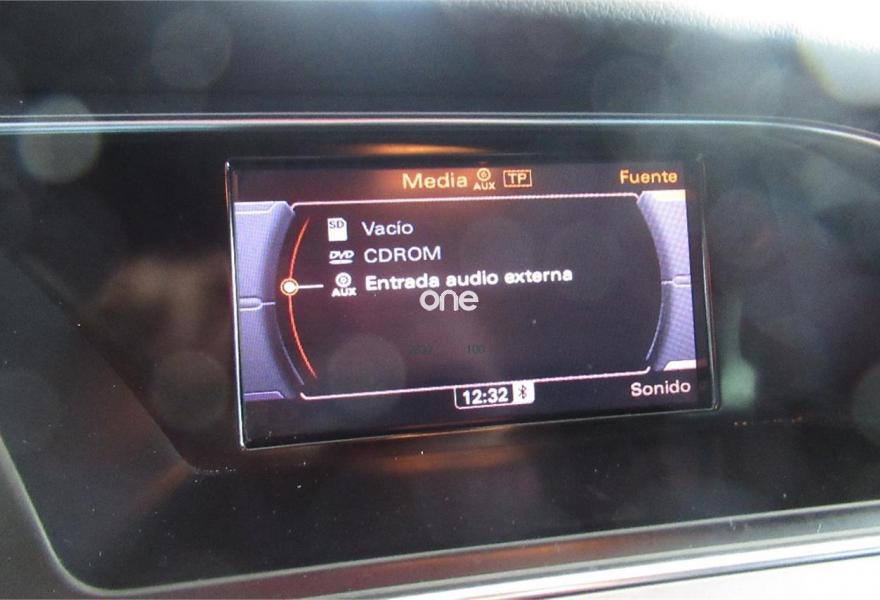 Media AUX TP Fuente
SD Vacío
DVD CDROM
AUX Entrada audio externa
one
12:32
Sonido